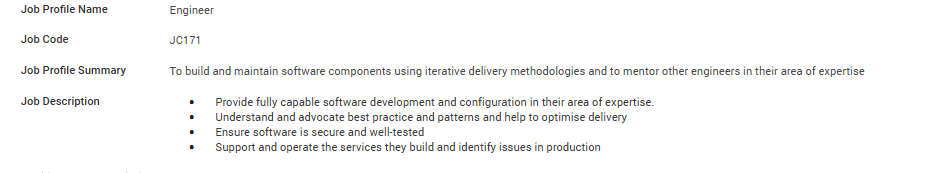 Job Profile Name Engineer
Job Code JC171
Job Profile Summary To build and maintain software components using iterative delivery methodologies and to mentor other engineers in their area of expertise
Job Description • Provide fully capable software development and configuration in their area of expertise.
• Understand and advocate best practice and patterns and help to optimise delivery
• Ensure software is secure and well-tested
• Support and operate the services they build and identify issues in production